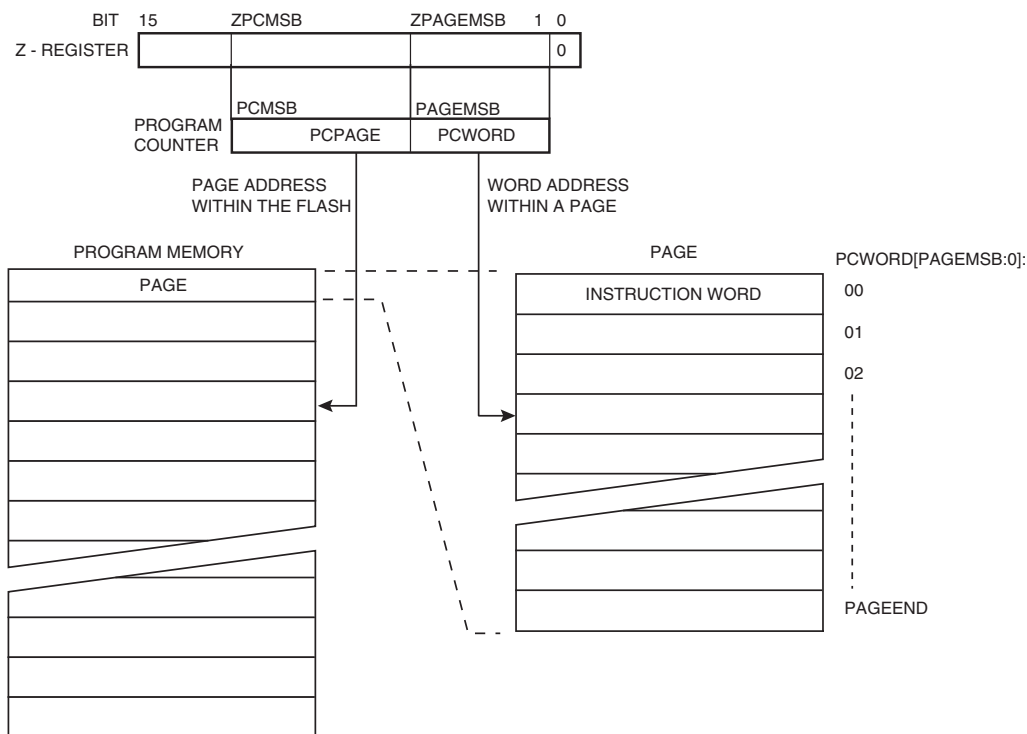 BIT 15 ZPCMSB ZPAGEMSB 1 0
Z - REGISTER 0
PCMSB PAGEMSB
PROGRAM
COUNTER
PCPAGE PCWORD
PAGE ADDRESS
WITHIN THE FLASH
WORD ADDRESS
WITHIN A PAGE
PROGRAM MEMORY
PAGE
PAGE
PCWORD[PAGEMSB:0]:
INSTRUCTION WORD
00
01
02
PAGEEND